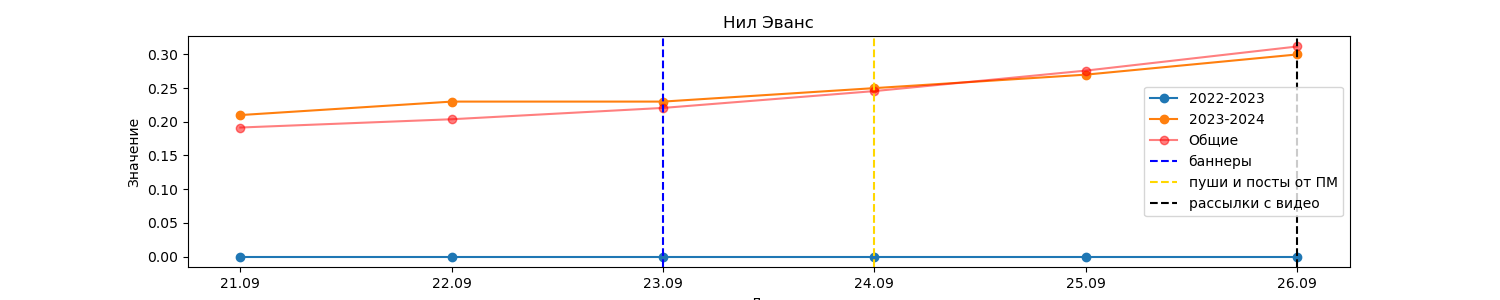 Нил Эванс
Значение
0.30
0.25
0.20
0.15
0.10
0.05
0.00
21.09 22.09 23.09 24.09 25.09 26.09
2022-2023
2023-2024
Общие
баннеры
пуши и посты от ПМ
рассылки с видео